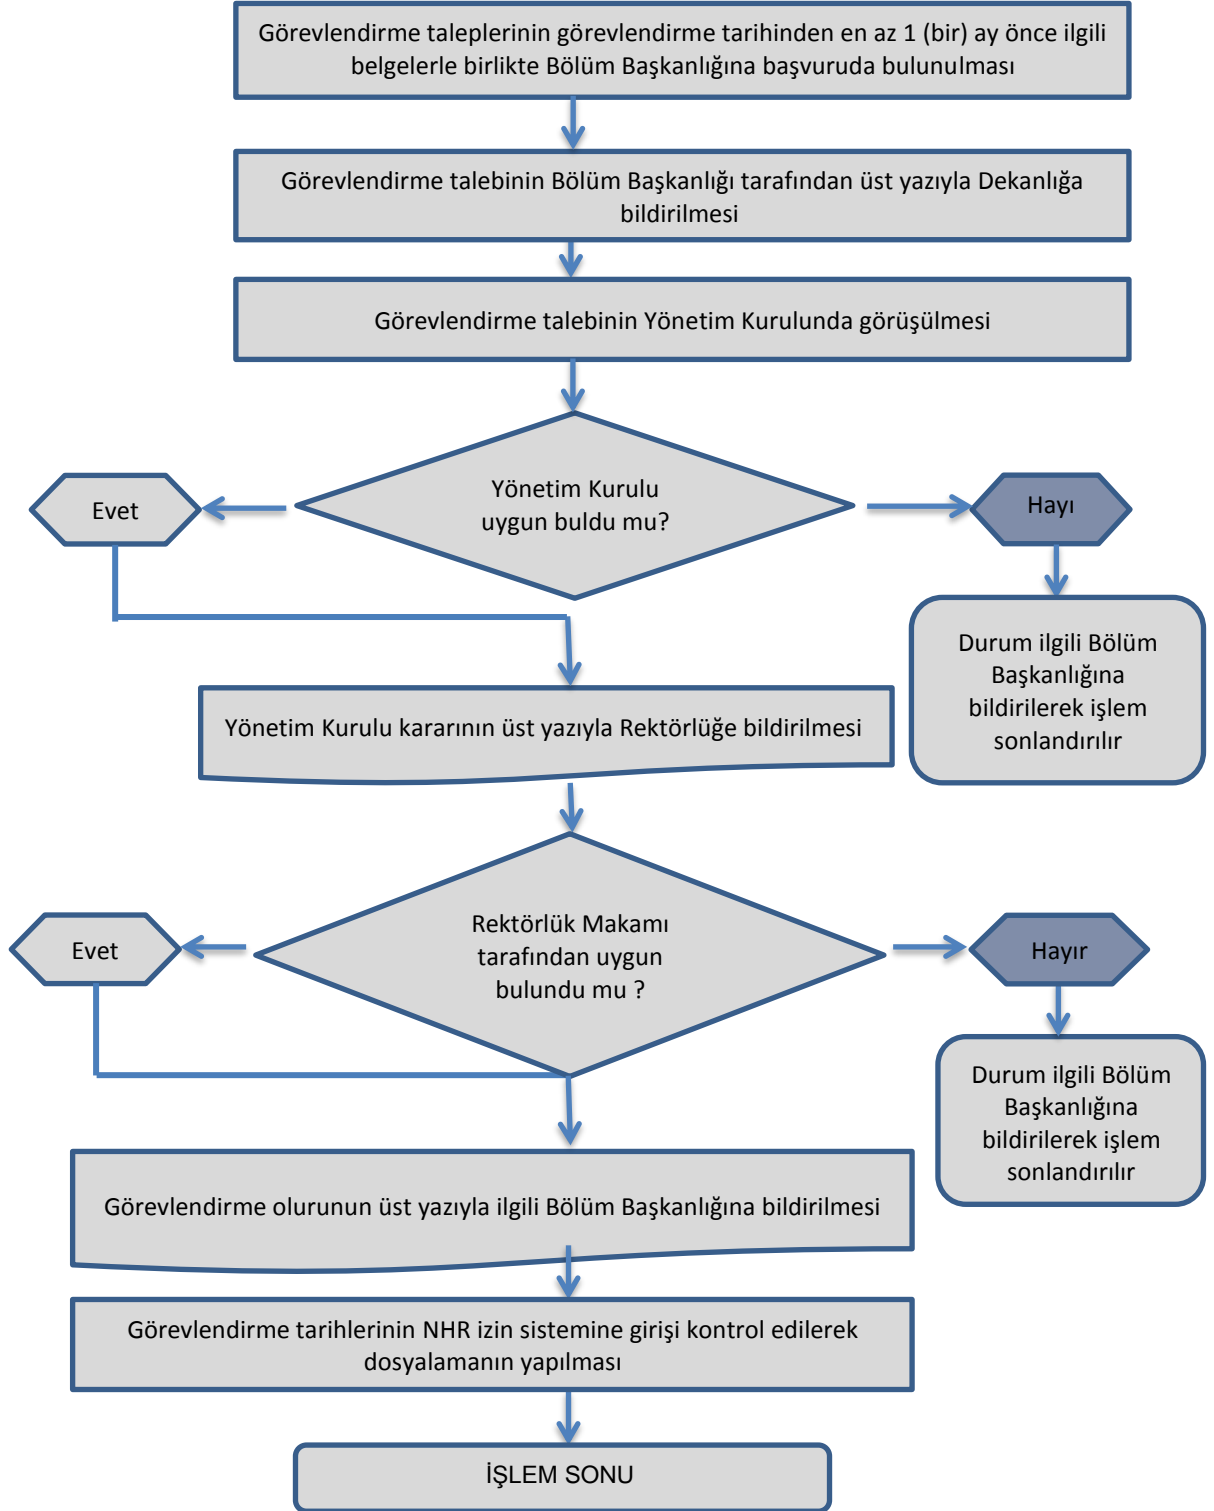 Görevlendirme taleplerinin görevlendirme tarihinden en az 1 (bir) ay önce ilgili
belgelerle birlikte Bölüm Başkanlığına başvuruda bulunulması
Görevlendirme talebinin Bölüm Başkanlığı tarafından üst yazıyla Dekanlığa
bildirilmesi
Görevlendirme talebinin Yönetim Kurulunda görüşülmesi
Yönetim Kurulu
uygun buldu mu?
Evet
Hayı
Durum ilgili Bölüm
Başkanlığına
bildirilerek işlem
sonlandırılır
Yönetim Kurulu kararının üst yazıyla Rektörlüğe bildirilmesi
Rektörlük Makamı
tarafından uygun
bulundu mu ?
Evet
Hayır
Durum ilgili Bölüm
Başkanlığına
bildirilerek işlem
sonlandırılır
Görevlendirme olurunun üst yazıyla ilgili Bölüm Başkanlığına bildirilmesi
Görevlendirme tarihlerinin NHR izin sistemine girişi kontrol edilerek
dosyalamanın yapılması
İŞLEM SONU